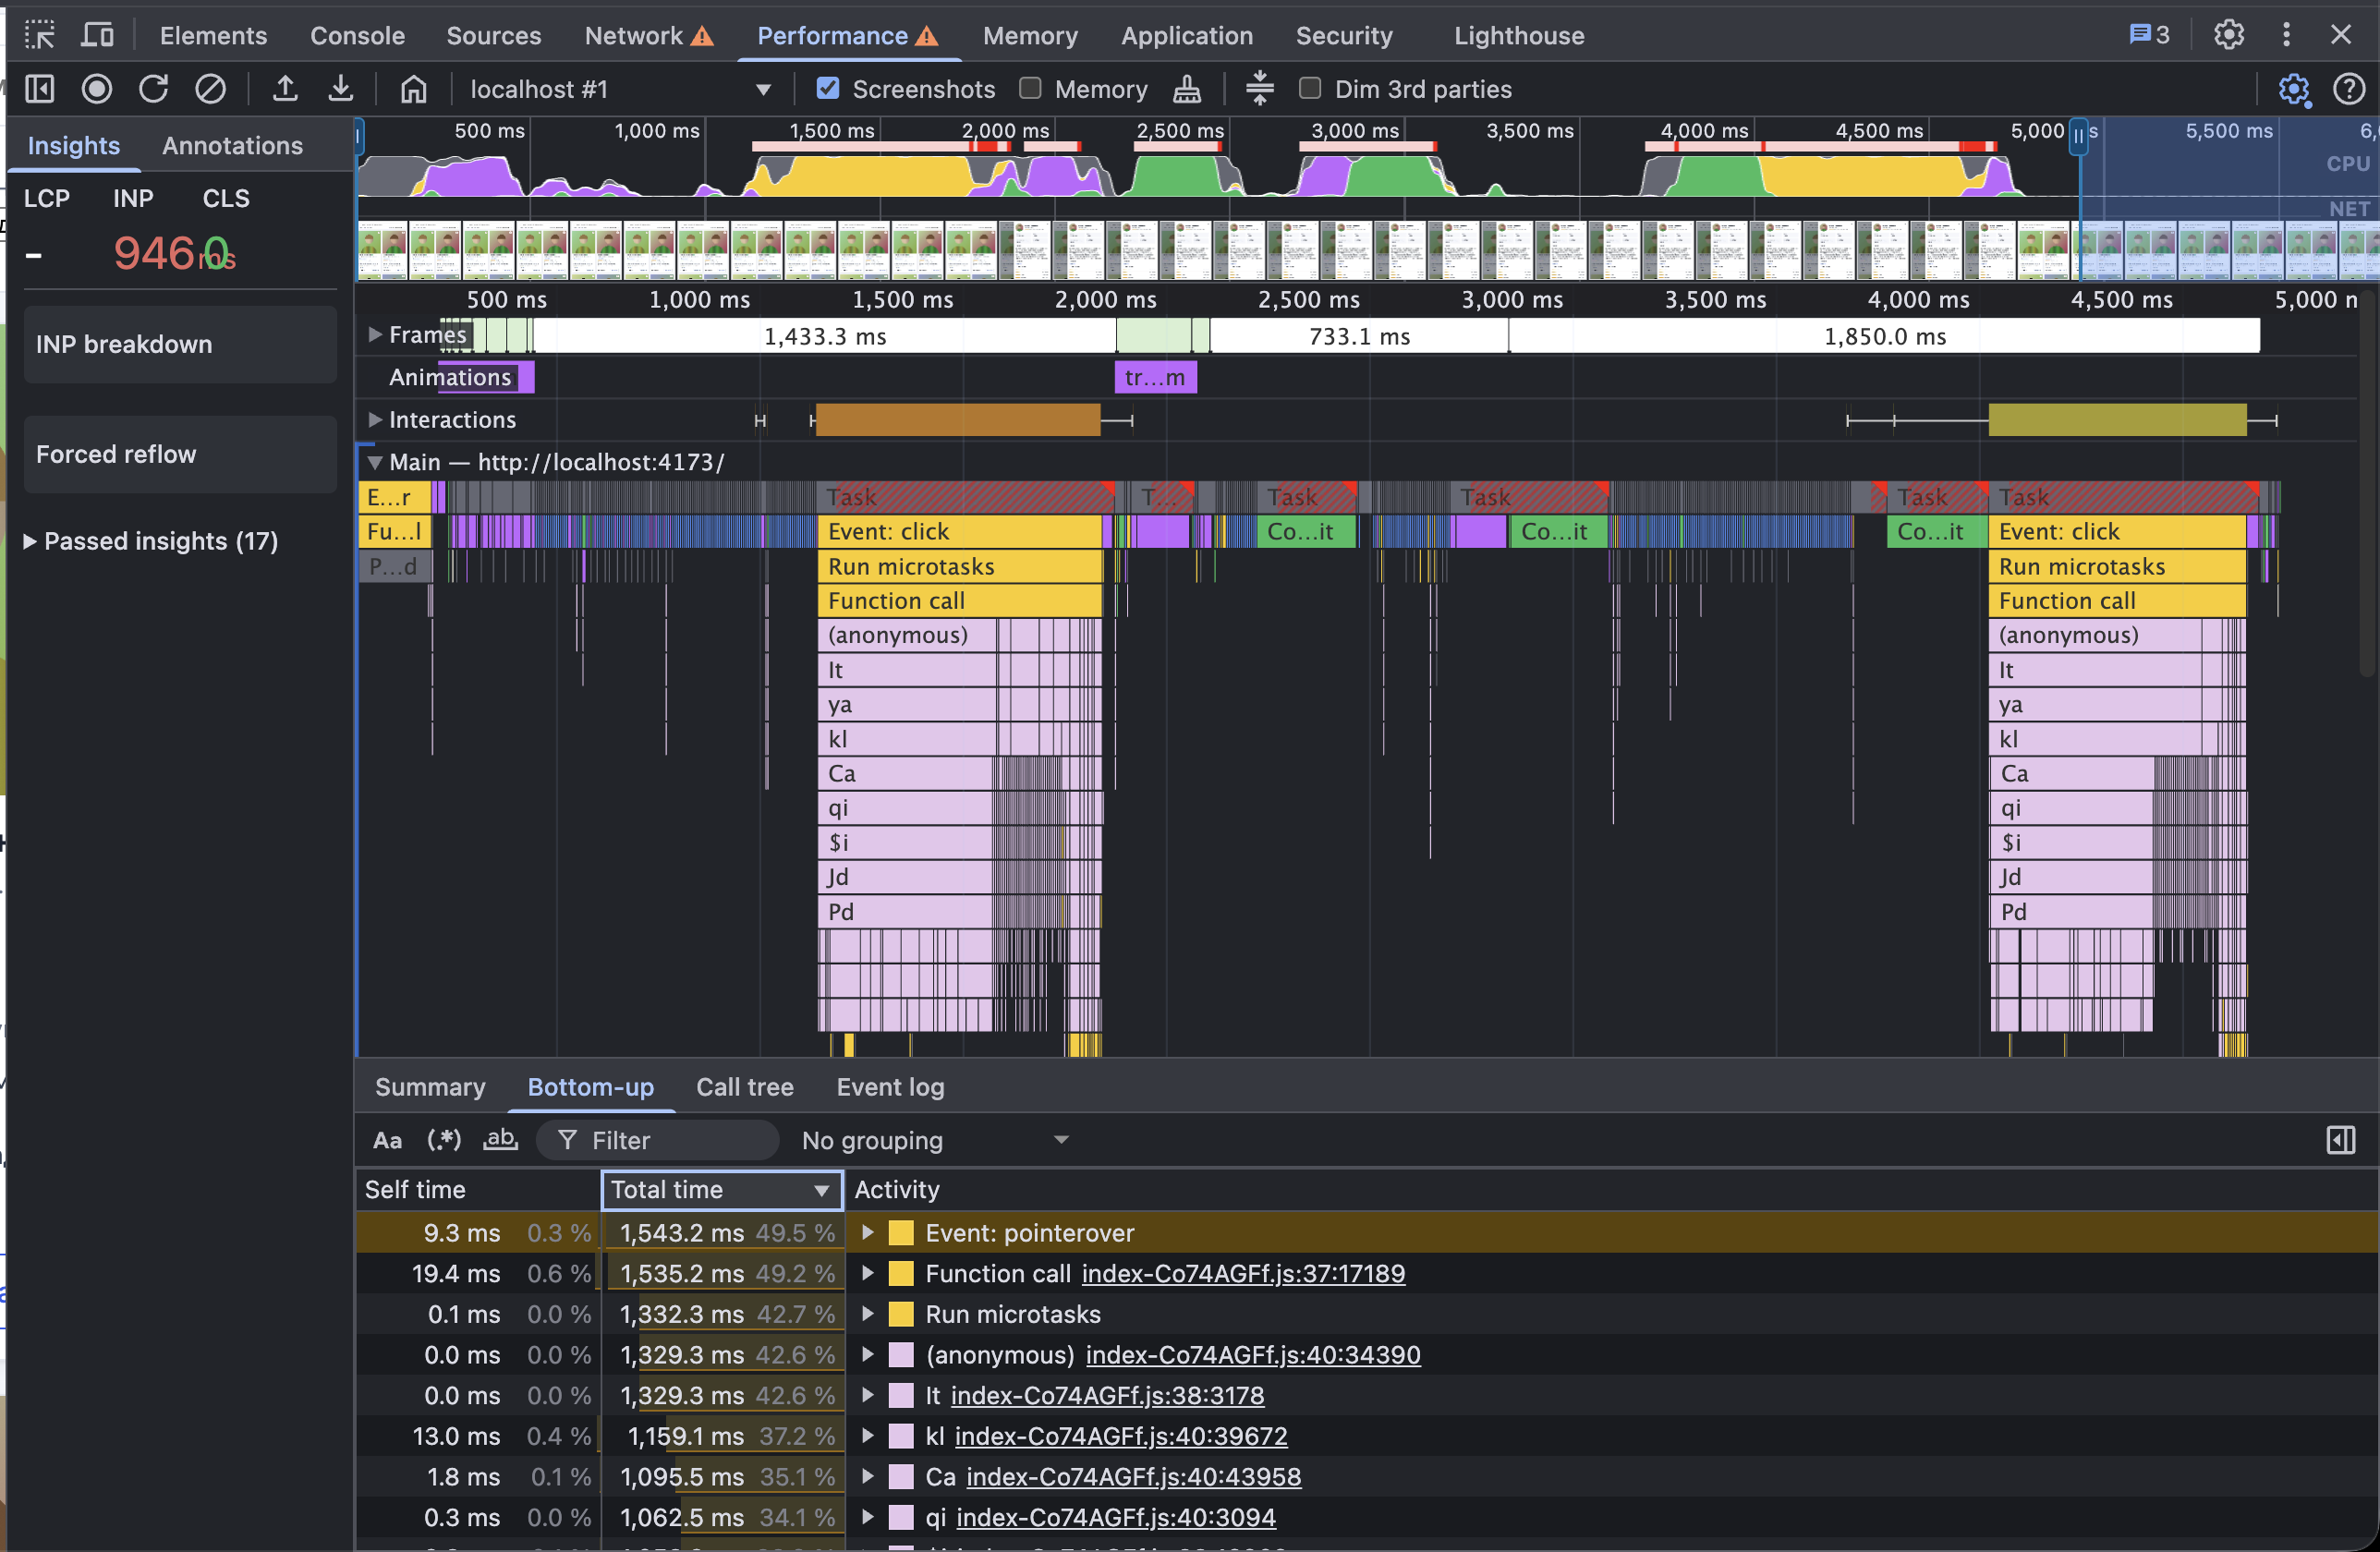 Elements Console Sources Network Performance Memory Application Security Lighthouse 3
localhost #1 Screenshots Memory Dim 3rd parties
Insights Annotations
LCP INP CLS
- 946ms 0
INP breakdown
Forced reflow
Passed insights (17)
500 ms 1,000 ms 1,500 ms 2,000 ms 2,500 ms 3,000 ms 3,500 ms 4,000 ms 4,500 ms 5,000 s 5,500 ms 6,
CPU
NET
500 ms 1,000 ms 1,500 ms 2,000 ms 2,500 ms 3,000 ms 3,500 ms 4,000 ms 4,500 ms 5,000 n
Frames 1,433.3 ms 733.1 ms 1,850.0 ms
Animations tr…m
Interactions
Main — http://localhost:4173/
E…r Task T… Task Task Task Task
Fu…l Event: click Co…it Co…it Co…it Event: click
P…d Run microtasks Run microtasks
Function call Function call
(anonymous) (anonymous)
lt lt
ya ya
kl kl
Ca Ca
qi qi
$i $i
Jd Jd
Pd Pd
Summary Bottom-up Call tree Event log
Aa (.*) ab Filter No grouping
Self time Total time Activity
9.3 ms 0.3 % 1,543.2 ms 49.5 % Event: pointerover
19.4 ms 0.6 % 1,535.2 ms 49.2 % Function call index-Co74AGFf.js:37:17189
0.1 ms 0.0 % 1,332.3 ms 42.7 % Run microtasks
0.0 ms 0.0 % 1,329.3 ms 42.6 % (anonymous) index-Co74AGFf.js:40:34390
0.0 ms 0.0 % 1,329.3 ms 42.6 % lt index-Co74AGFf.js:38:3178
13.0 ms 0.4 % 1,159.1 ms 37.2 % kl index-Co74AGFf.js:40:39672
1.8 ms 0.1 % 1,095.5 ms 35.1 % Ca index-Co74AGFf.js:40:43958
0.3 ms 0.0 % 1,062.5 ms 34.1 % qi index-Co74AGFf.js:40:3094